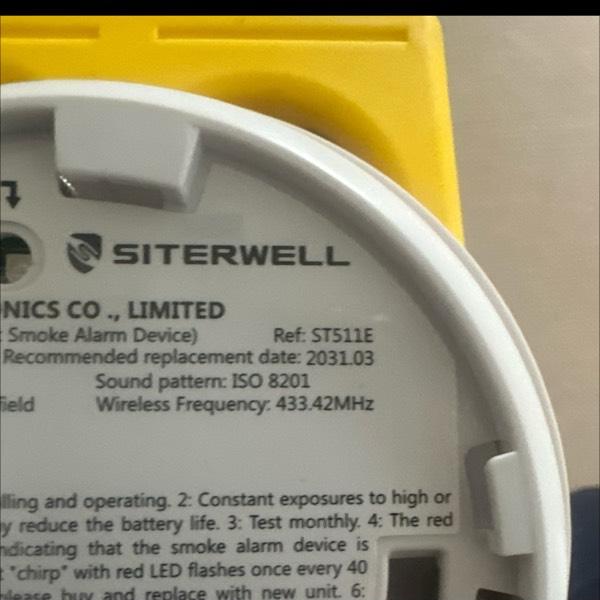 SITERWELL
NICS CO ., LIMITED
Smoke Alarm Device) Ref: ST511E
Recommended replacement date: 2031.03
Sound pattern: ISO 8201
ield Wireless Frequency: 433.42MHz
lling and operating. 2: Constant exposures to high or
y reduce the battery life. 3: Test monthly. 4: The red
ndicating that the smoke alarm device is
"chirp" with red LED flashes once every 40
please buy and replace with new unit. 6: